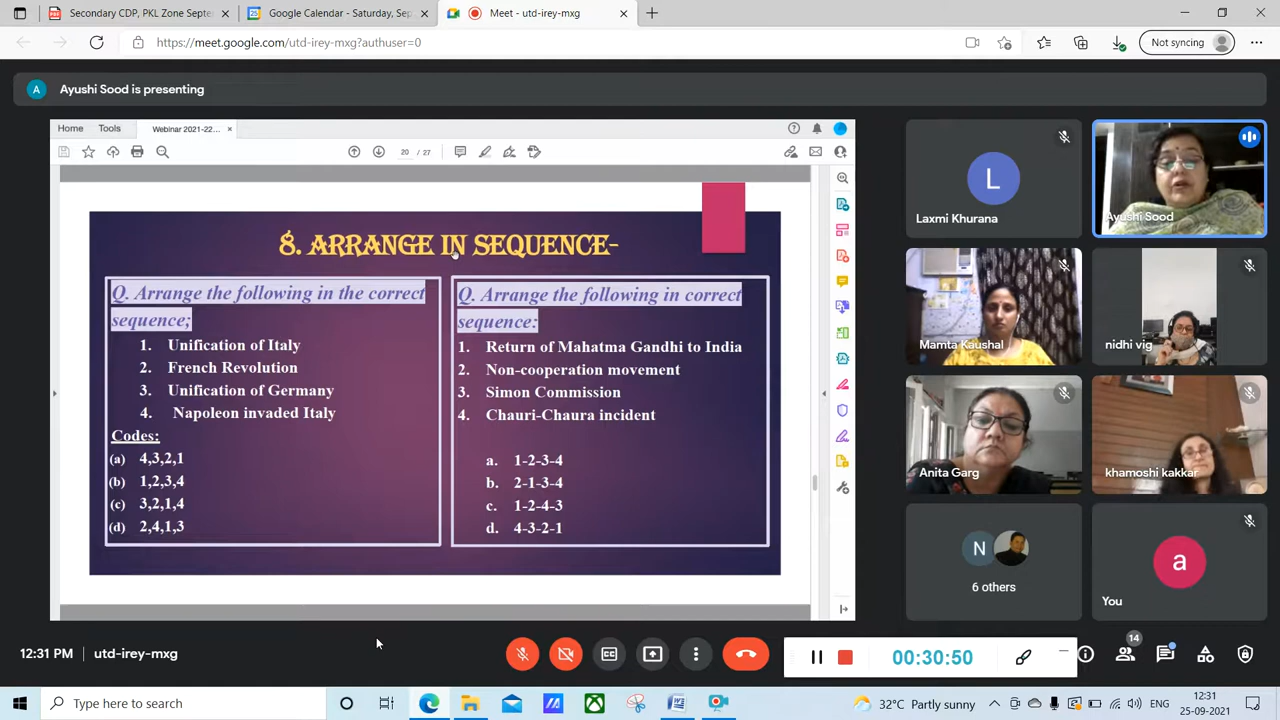 Secondary CDP, PKL Zone Septe
Google Calendar - Saturday, Sep
Meet - utd-irey-mxg
https://meet.google.com/utd-irey-mxg?authuser=0
Not syncing
A
Ayushi Sood is presenting
Home
Tools
Webinar 2021-22...
20 / 27
8. ARRANGE IN SEQUENCE-
Q. Arrange the following in the correct
sequence;
1. Unification of Italy
2. French Revolution
3. Unification of Germany
4. Napoleon invaded Italy
Codes:
(a) 4,3,2,1
(b) 1,2,3,4
(c) 3,2,1,4
(d) 2,4,1,3
Q. Arrange the following in correct
sequence:
1. Return of Mahatma Gandhi to India
2. Non-cooperation movement
3. Simon Commission
4. Chauri-Chaura incident
a. 1-2-3-4
b. 2-1-3-4
c. 1-2-4-3
d. 4-3-2-1
L
Laxmi Khurana
Ayushi Sood
Mamta Kaushal
nidhi vig
Anita Garg
khamoshi kakkar
N
6 others
a
You
12:31 PM
utd-irey-mxg
CC
00:30:50
14
Type here to search
32°C Partly sunny
ENG
12:31
25-09-2021